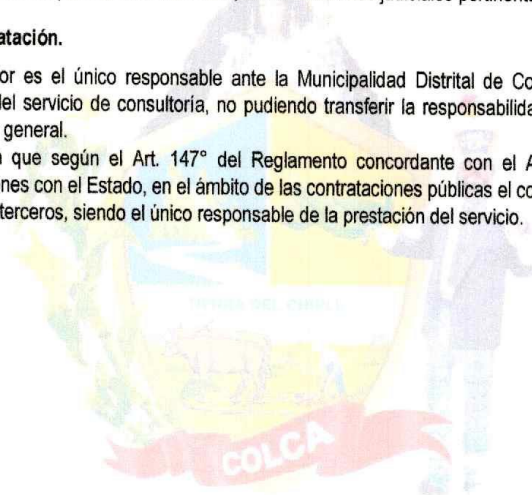 atación.
or es el único responsable ante la Municipalidad Distrital de Co
del servicio de consultoría, no pudiendo transferir la responsabilida
general.
que según el Art. 147° del Reglamento concordante con el A
nes con el Estado, en el ámbito de las contrataciones públicas el co
terceros, siendo el único responsable de la prestación del servicio.
COLCA